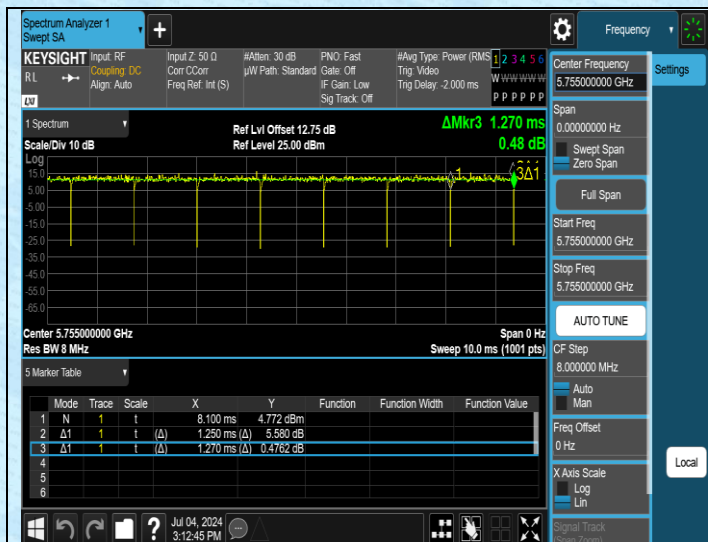 Spectrum Analyzer 1
Swept SA
Frequency
KEYSIGHT
RL
LXI
Input: RF
Coupling: DC
Align: Auto
Input Z: 50 Ω
Corr CCorr
Freq Ref: Int (S)
#Atten: 30 dB
µW Path: Standard
PNO: Fast
Gate: Off
IF Gain: Low
Sig Track: Off
#Avg Type: Power (RMS
Trig: Video
Trig Delay: -2.000 ms
1 2 3 4 5 6
W W W W W W
P P P P P P
1 Spectrum
Scale/Div 10 dB
Ref Lvl Offset 12.75 dB
Ref Level 25.00 dBm
ΔMkr3 1.270 ms
0.48 dB
Log
15.0
5.00
-5.00
-15.0
-25.0
-35.0
-45.0
-55.0
-65.0
1
3Δ1
Center 5.755000000 GHz
Span 0 Hz
Res BW 8 MHz
Sweep 10.0 ms (1001 pts)
5 Marker Table
Mode Trace Scale X Y Function Function Width Function Value
1 N 1 t 8.100 ms 4.772 dBm
2 Δ1 1 t (Δ) 1.250 ms (Δ) 5.580 dB
3 Δ1 1 t (Δ) 1.270 ms (Δ) 0.4762 dB
4
5
6
Jul 04, 2024
3:12:45 PM
Center Frequency
5.755000000 GHz
Span
0.00000000 Hz
Swept Span
Zero Span
Full Span
Start Freq
5.755000000 GHz
Stop Freq
5.755000000 GHz
AUTO TUNE
CF Step
8.000000 MHz
Auto
Man
Freq Offset
0 Hz
X Axis Scale
Log
Lin
Signal Track
(Span Zoom)
Settings
Local